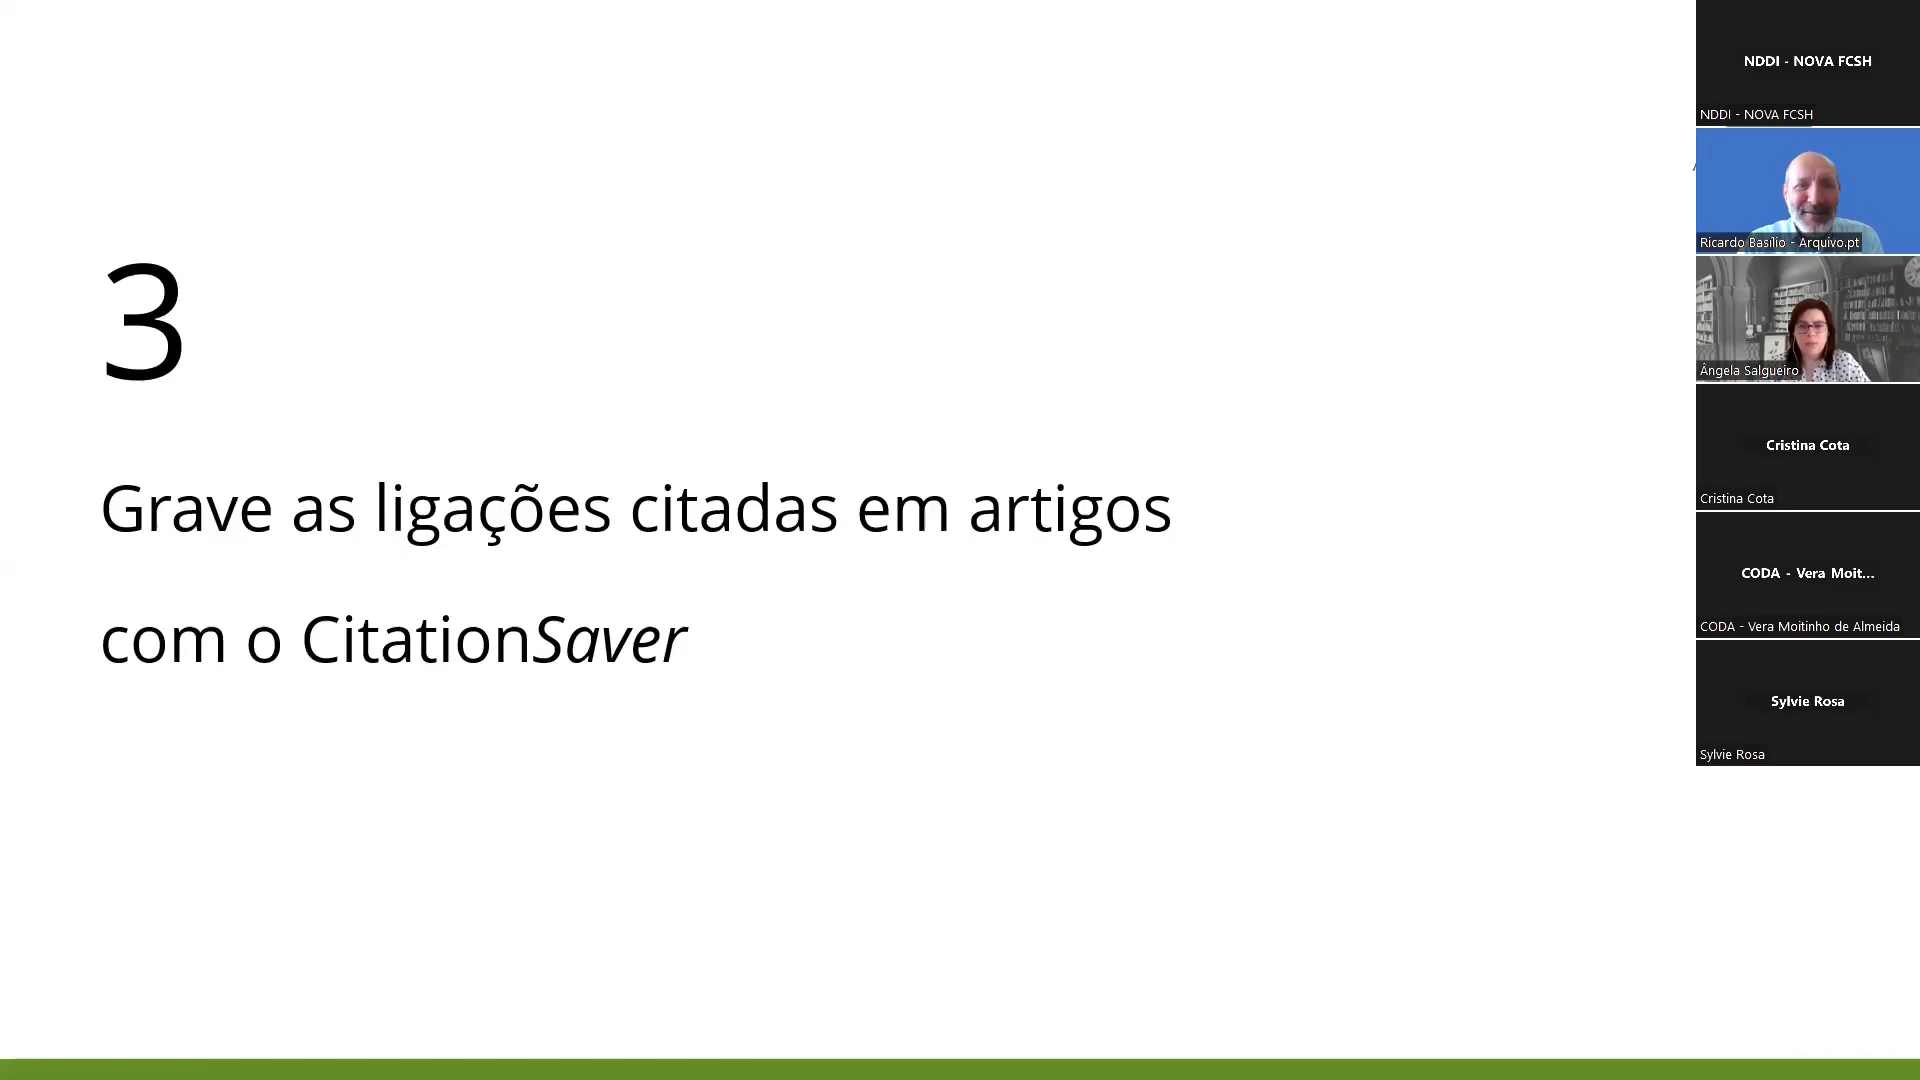 3
Grave as ligações citadas em artigos
com o CitationSaver
NDDI - NOVA FCSH
NDDI - NOVA FCSH
Ricardo Basílio - Arquivo.pt
Ângela Salgueiro
Cristina Cota
Cristina Cota
CODA - Vera Moit...
CODA - Vera Moitinho de Almeida
Sylvie Rosa
Sylvie Rosa